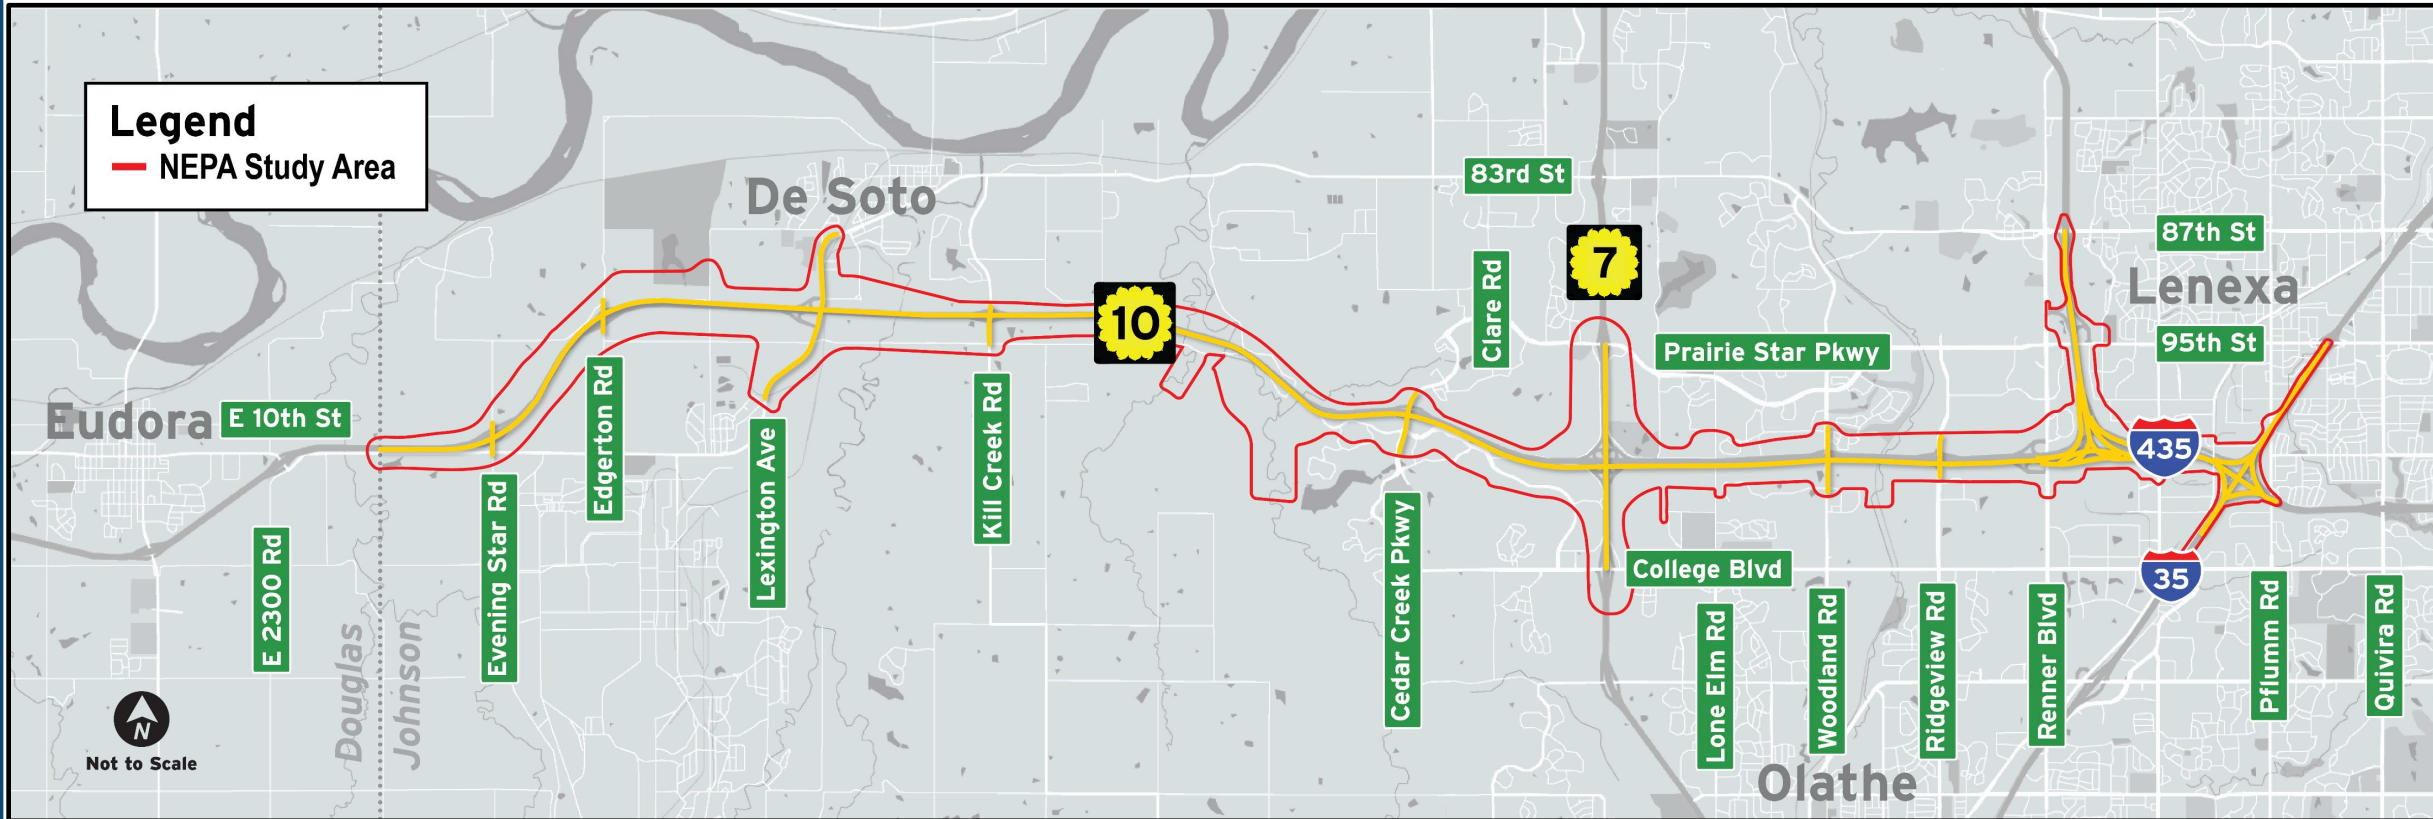 Legend
NEPA Study Area
De Soto
83rd St
7
87th St
Lenexa
95th St
Clare Rd
10
Prairie Star Pkwy
Eudora
E 10th St
435
Edgerton Rd
Lexington Ave
Kill Creek Rd
Evening Star Rd
E 2300 Rd
Cedar Creek Pkwy
College Blvd
35
Lone Elm Rd
Woodland Rd
Ridgeview Rd
Renner Blvd
Pflumm Rd
Quivira Rd
Douglas
Johnson
N
Not to Scale
Olathe